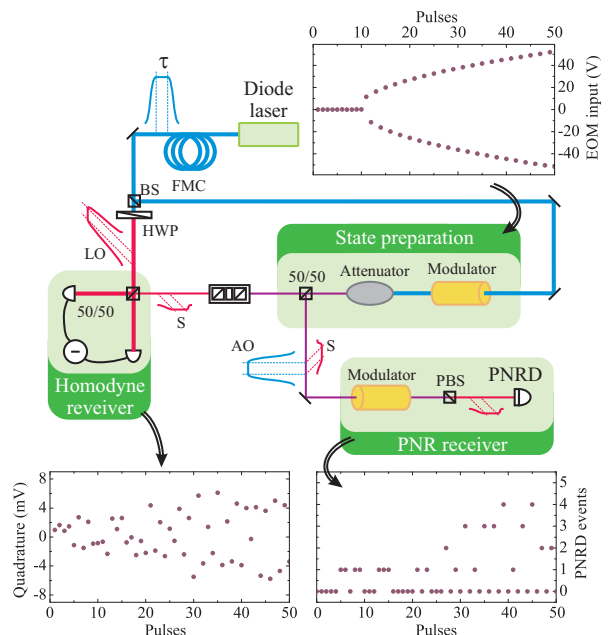 Pulses
0 10 20 30 40 50
40
20
0
-20
-40
EOM input (V)
τ
Diode
laser
FMC
BS
HWP
LO
State preparation
50/50
Attenuator
Modulator
50/50
S
−
Homodyne
reveiver
AO
S
Modulator
PBS
PNRD
PNR receiver
Quadrature (mV)
8
4
0
-4
-8
0 10 20 30 40 50
Pulses
5
4
3
2
1
0
PNRD events
0 10 20 30 40 50
Pulses